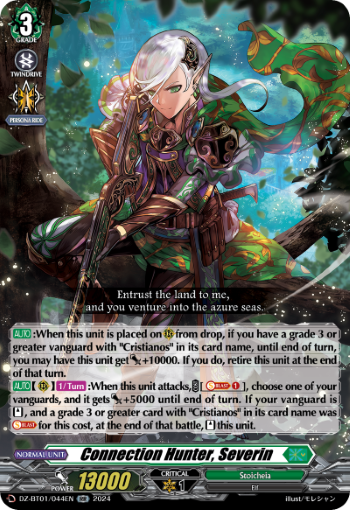 3
GRADE
TWINDRIVE
PERSONA RIDE
Entrust the land to me,
and you venture into the azure seas.
AUTO:When this unit is placed on from drop, if you have a grade 3 or
greater vanguard with "Cristianos" in its card name, until end of turn,
you may have this unit get +10000. If you do, retire this unit at the end
of that turn.
AUTO【 1/Turn】:When this unit attacks, [ BLAST 1], choose one of your
vanguards, and it gets +5000 until end of turn. If your vanguard is
[ ], and a grade 3 or greater card with "Cristianos" in its card name was
BLAST for this cost, at the end of that battle, this unit.
NORMAL UNIT
Connection Hunter, Severin
POWER 13000
CRITICAL
1
Stoicheia
Elf
DZ-BT01/044EN 2024
illust/モレシャン